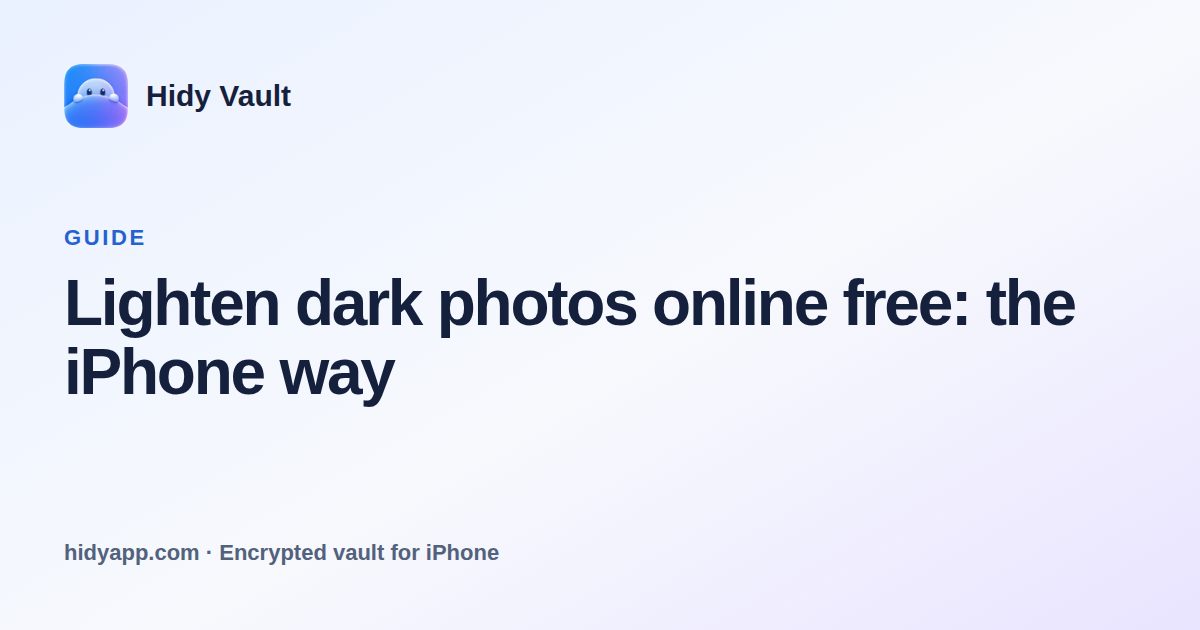 Hidy Vault
GUIDE
Lighten dark photos online free: the
iPhone way
hidyapp.com · Encrypted vault for iPhone